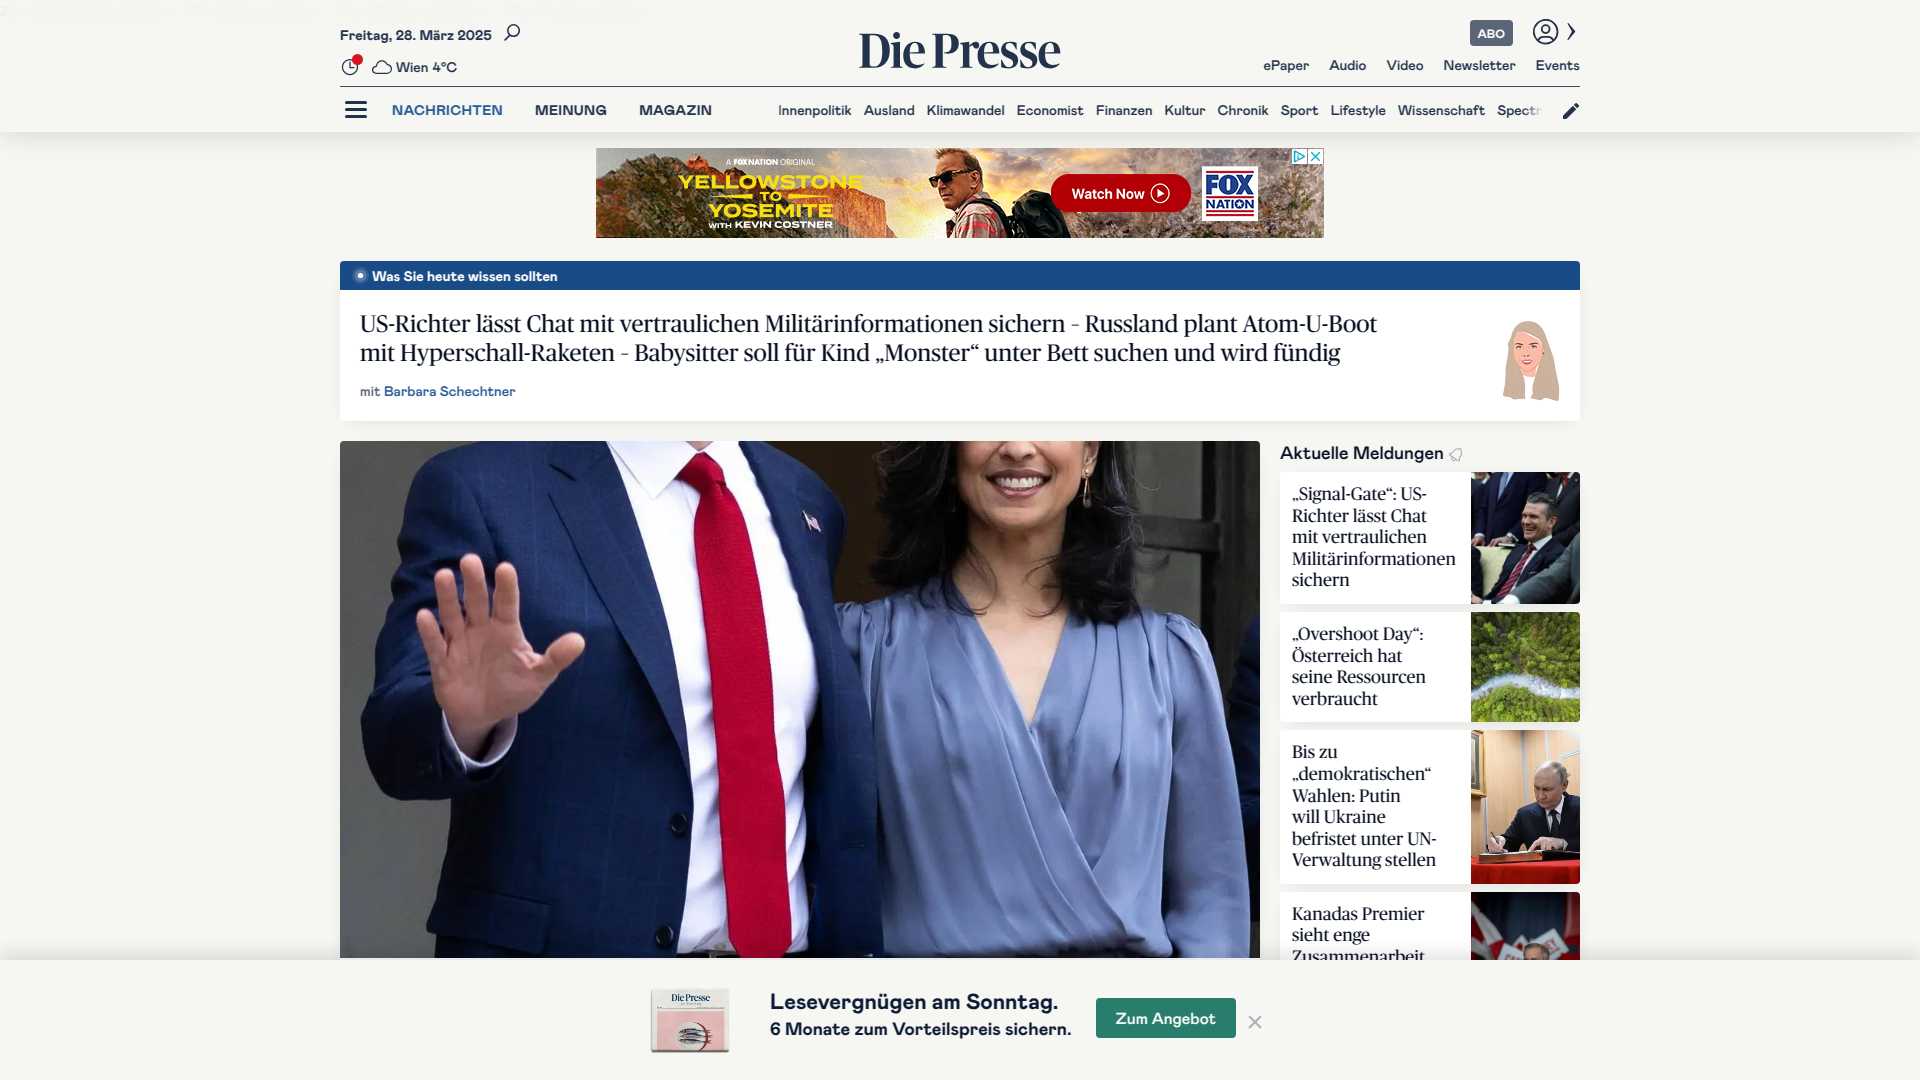 Freitag, 28. März 2025
Wien 4°C
Die Presse
ABO
ePaper Audio Video Newsletter Events
NACHRICHTEN MEINUNG MAGAZIN Innenpolitik Ausland Klimawandel Economist Finanzen Kultur Chronik Sport Lifestyle Wissenschaft Spectr
A FOX NATION ORIGINAL
YELLOWSTONE
TO
YOSEMITE
WITH KEVIN COSTNER
Watch Now
FOX
NATION
Was Sie heute wissen sollten
US-Richter lässt Chat mit vertraulichen Militärinformationen sichern – Russland plant Atom-U-Boot
mit Hyperschall-Raketen – Babysitter soll für Kind „Monster“ unter Bett suchen und wird fündig
mit Barbara Schechtner
Aktuelle Meldungen
„Signal-Gate“: US-
Richter lässt Chat
mit vertraulichen
Militärinformationen
sichern
„Overshoot Day“:
Österreich hat
seine Ressourcen
verbraucht
Bis zu
„demokratischen“
Wahlen: Putin
will Ukraine
befristet unter UN-
Verwaltung stellen
Kanadas Premier
sieht enge
Zusammenarbeit
Die Presse
Lesevergnügen am Sonntag.
6 Monate zum Vorteilspreis sichern.
Zum Angebot